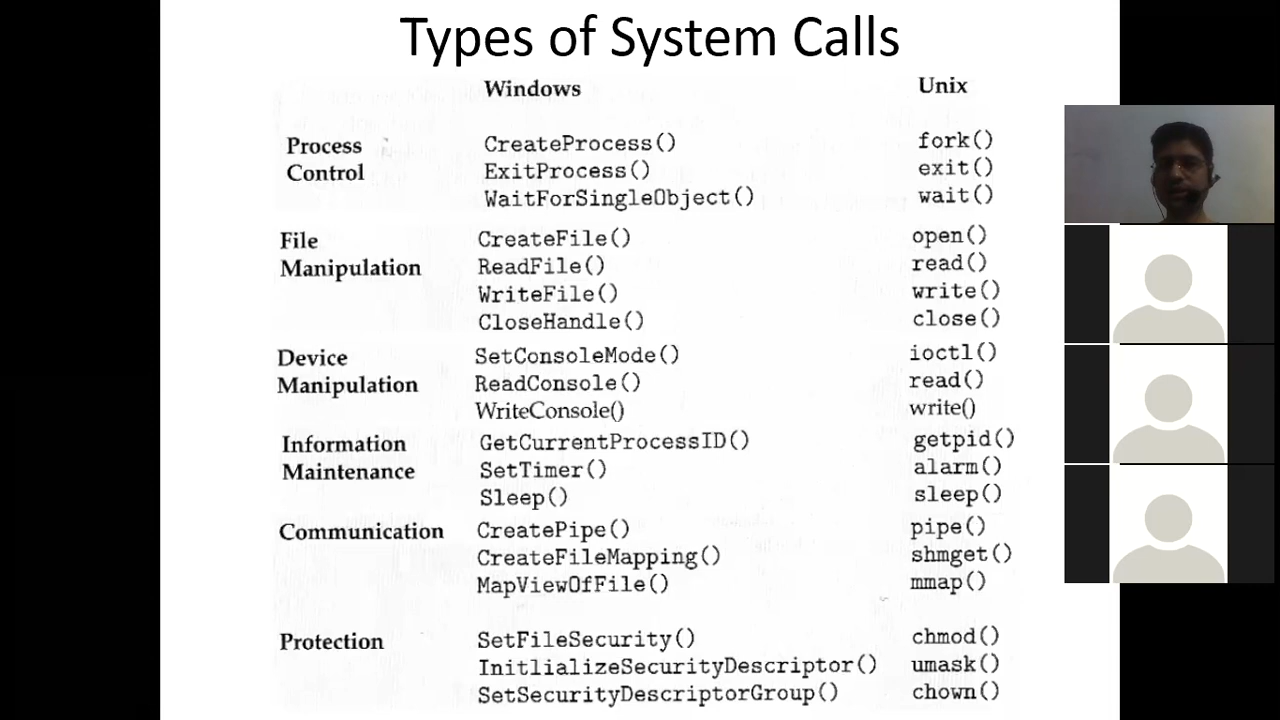 Types of System Calls
Windows Unix
Process CreateProcess() fork()
Control ExitProcess() exit()
WaitForSingleObject() wait()
File CreateFile() open()
Manipulation ReadFile() read()
WriteFile() write()
CloseHandle() close()
Device SetConsoleMode() ioctl()
Manipulation ReadConsole() read()
WriteConsole() write()
Information GetCurrentProcessID() getpid()
Maintenance SetTimer() alarm()
Sleep() sleep()
Communication CreatePipe() pipe()
CreateFileMapping() shmget()
MapViewOfFile() mmap()
Protection SetFileSecurity() chmod()
InitlializeSecurityDescriptor() umask()
SetSecurityDescriptorGroup() chown()